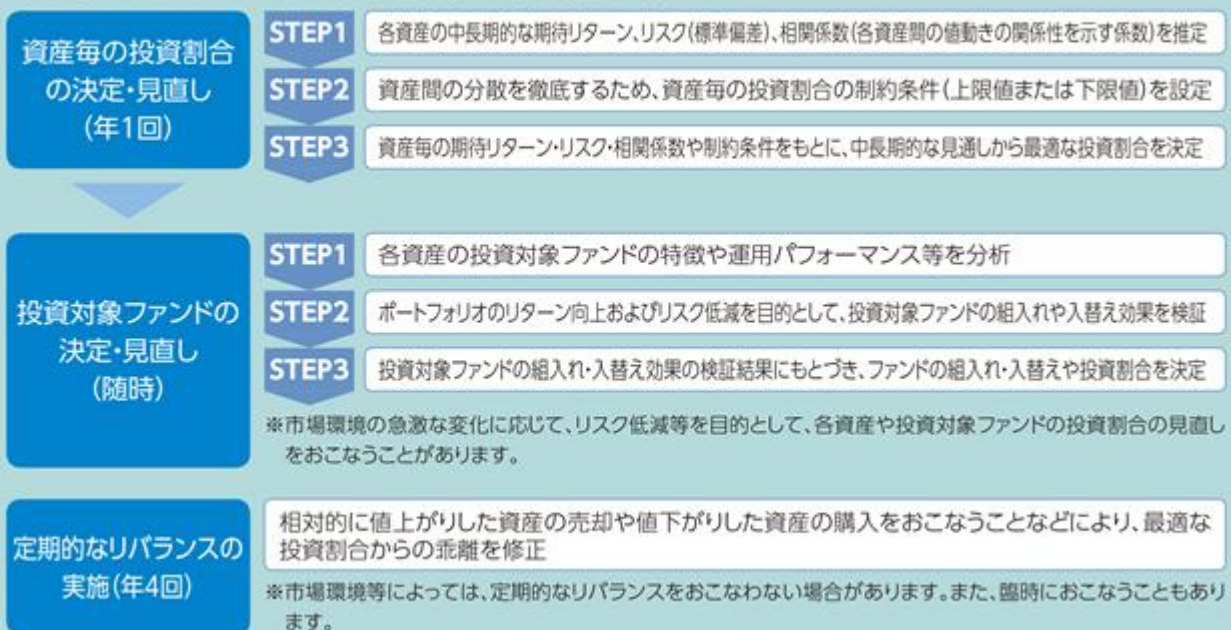 資産毎の投資割合
の決定・見直し
(年1回)
STEP1
各資産の中長期的な期待リターン、リスク(標準偏差)、相関係数(各資産間の値動きの関係性を示す係数)を推定
STEP2
資産間の分散を徹底するため、資産毎の投資割合の制約条件(上限値または下限値)を設定
STEP3
資産毎の期待リターン・リスク・相関係数や制約条件をもとに、中長期的な見通しから最適な投資割合を決定
投資対象ファンドの
決定・見直し
(随時)
STEP1
各資産の投資対象ファンドの特徴や運用パフォーマンス等を分析
STEP2
ポートフォリオのリターン向上およびリスク低減を目的として、投資対象ファンドの組入れや入替え効果を検証
STEP3
投資対象ファンドの組入れ・入替え効果の検証結果にもとづき、ファンドの組入れ・入替えや投資割合を決定
※市場環境の急激な変化に応じて、リスク低減等を目的として、各資産や投資対象ファンドの投資割合の見直し
をおこなうことがあります。
定期的なリバランスの
実施(年4回)
相対的に値上がりした資産の売却や値下がりした資産の購入をおこなうことなどにより、最適な
投資割合からの乖離を修正
※市場環境等によっては、定期的なリバランスをおこなわない場合があります。また、臨時におこなうこともあり
ます。